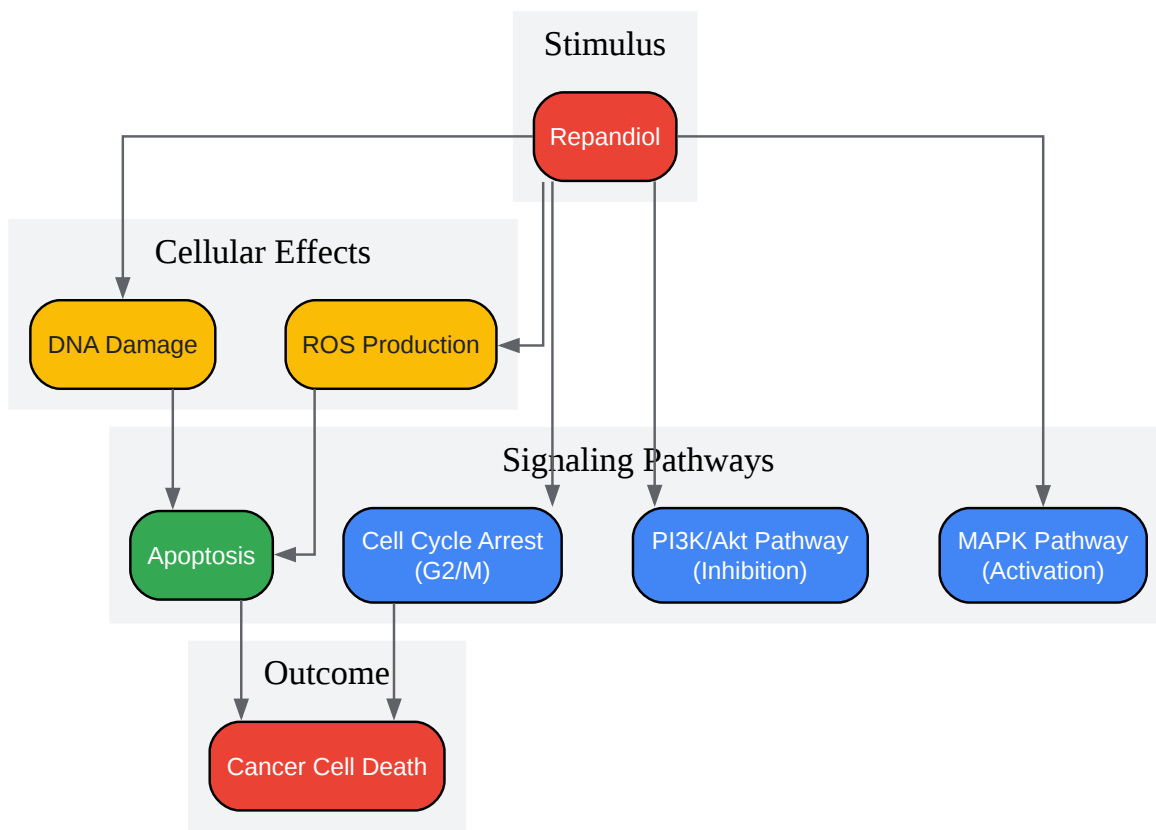 Stimulus
Repandiol
Cellular Effects
DNA Damage
ROS Production
Signaling Pathways
Apoptosis
Cell Cycle Arrest
(G2/M)
PI3K/Akt Pathway
(Inhibition)
MAPK Pathway
(Activation)
Outcome
Cancer Cell Death